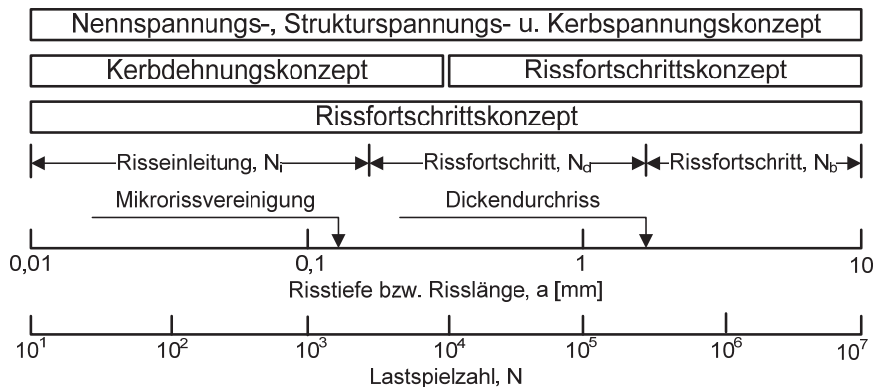 Nennspannungs-, Strukturspannungs- u. Kerbspannungskonzept
Kerbdehnungskonzept
Rissfortschrittskonzept
Rissfortschrittskonzept
Risseinleitung, Ni
Rissfortschritt, Nd
Rissfortschritt, Nb
Mikrorissvereinigung
Dickendurchriss
0,01 0,1 1 10
Risstiefe bzw. Risslänge, a [mm]
10¹ 10² 10³ 10⁴ 10⁵ 10⁶ 10⁷
Lastspielzahl, N